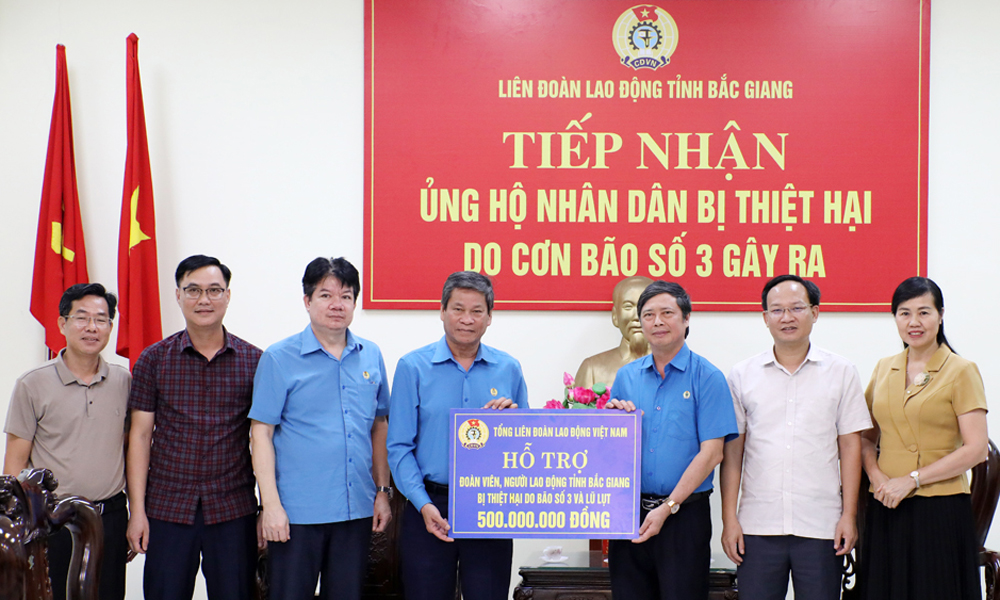 CĐVN
LIÊN ĐOÀN LAO ĐỘNG TỈNH BẮC GIANG
TIẾP NHẬN
ỦNG HỘ NHÂN DÂN BỊ THIỆT HẠI
DO CƠN BÃO SỐ 3 GÂY RA
TỔNG LIÊN ĐOÀN LAO ĐỘNG VIỆT NAM
HỖ TRỢ
ĐOÀN VIÊN, NGƯỜI LAO ĐỘNG TỈNH BẮC GIANG
BỊ THIỆT HẠI DO BÃO SỐ 3 VÀ LŨ LỤT
500.000.000 ĐỒNG